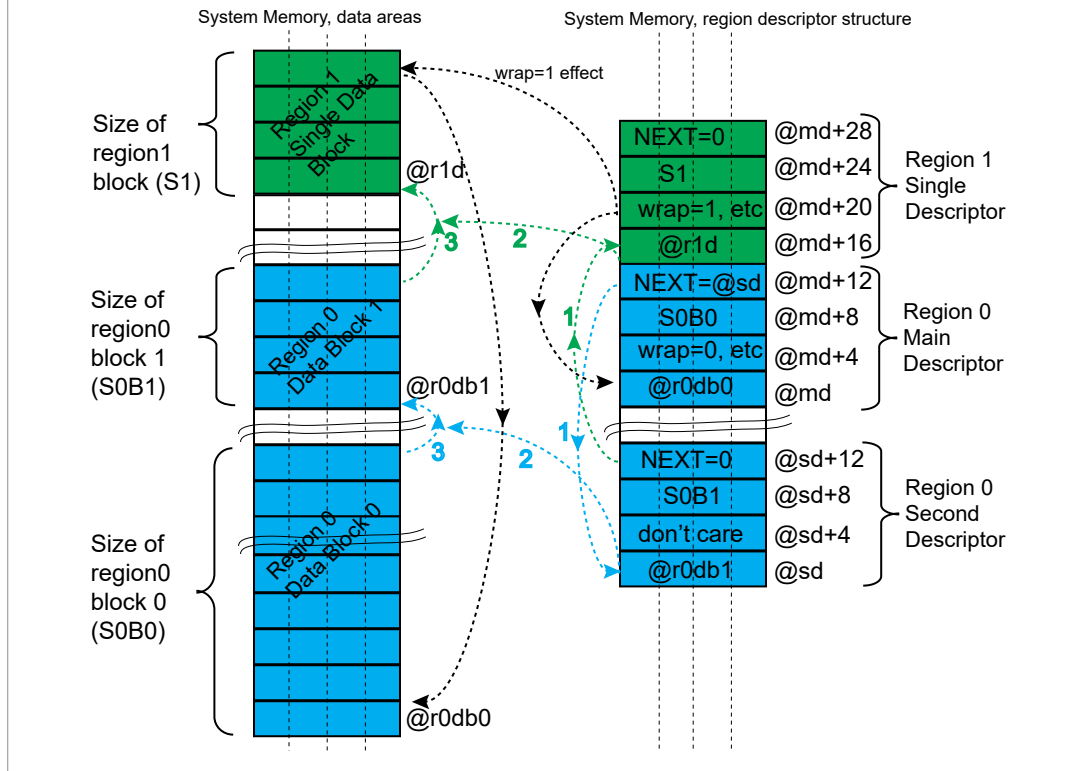 System Memory, data areas
System Memory, region descriptor structure
Size of
region1
block (S1)
Region 1
Single Data
Block
@r1d
Size of
region0
block 1
(S0B1)
Region 0
Data Block 1
@r0db1
Size of
region0
block 0
(S0B0)
Region 0
Data Block 0
@r0db0
wrap=1 effect
3
2
1
3
2
1
NEXT=0
@md+28
S1
@md+24
wrap=1, etc
@md+20
@r1d
@md+16
Region 1
Single
Descriptor
NEXT=@sd
@md+12
S0B0
@md+8
wrap=0, etc
@md+4
@r0db0
@md
Region 0
Main
Descriptor
NEXT=0
@sd+12
S0B1
@sd+8
don't care
@sd+4
@r0db1
@sd
Region 0
Second
Descriptor